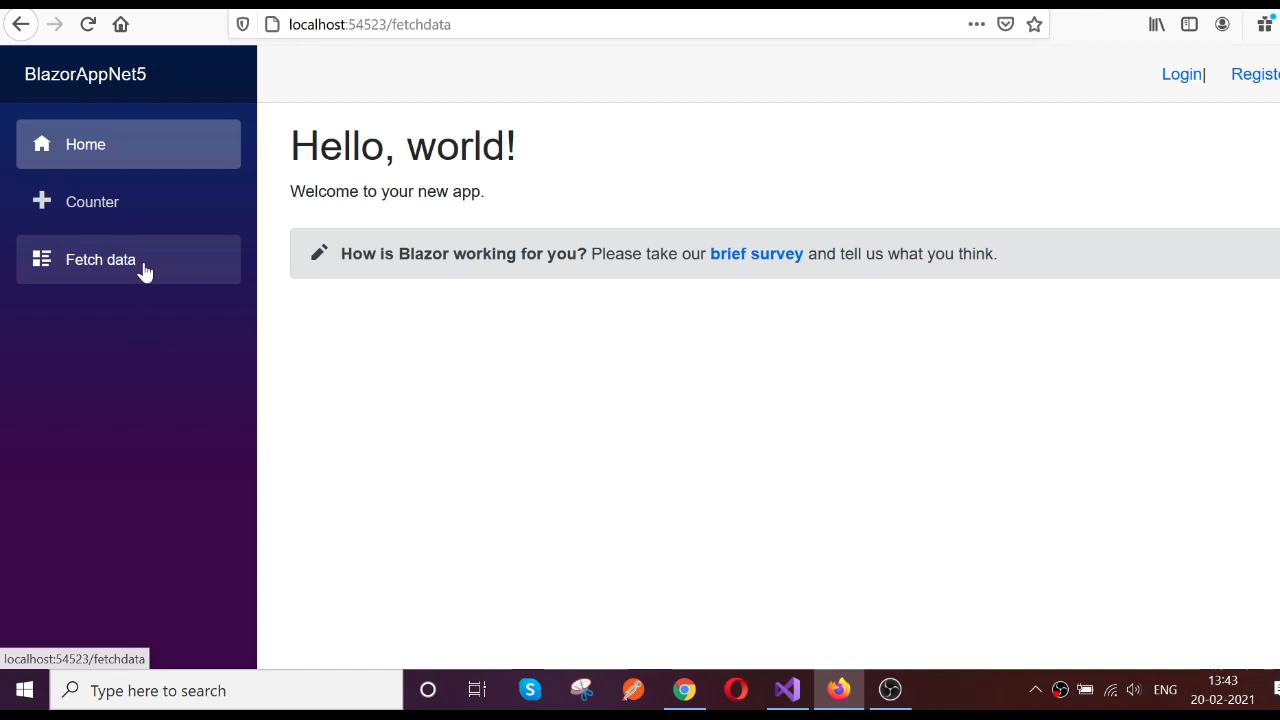 localhost:54523/fetchdata
BlazorAppNet5
Login|
Regist
Home
Counter
Fetch data
Hello, world!
Welcome to your new app.
How is Blazor working for you? Please take our brief survey and tell us what you think.
localhost:54523/fetchdata
Type here to search
ENG
13:43
20-02-2021